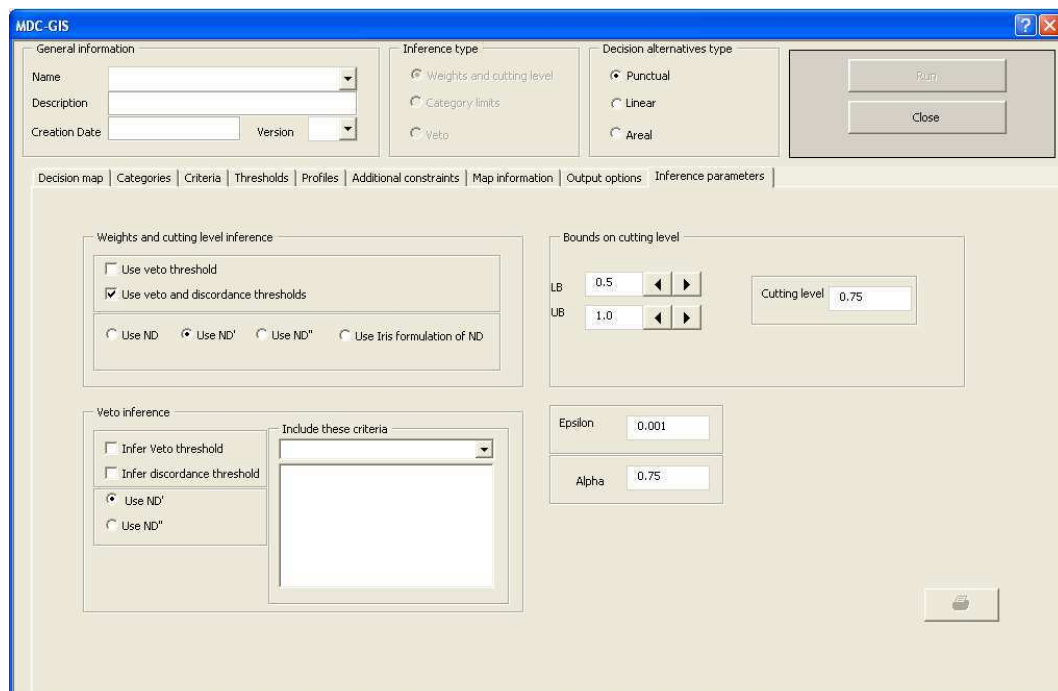 MDC-GIS
General information
Name
Description
Creation Date
Version
Inference type
Weights and cutting level
Category limits
Veto
Decision alternatives type
Punctual
Linear
Areal
Run
Close
Decision map
Categories
Criteria
Thresholds
Profiles
Additional constraints
Map information
Output options
Inference parameters
Weights and cutting level inference
Use veto threshold
Use veto and discordance thresholds
Use ND
Use ND'
Use ND"
Use Iris formulation of ND
Bounds on cutting level
LB
0.5
UB
1.0
Cutting level
0.75
Veto inference
Infer Veto threshold
Infer discordance threshold
Use ND'
Use ND"
Include these criteria
Epsilon
0.001
Alpha
0.75